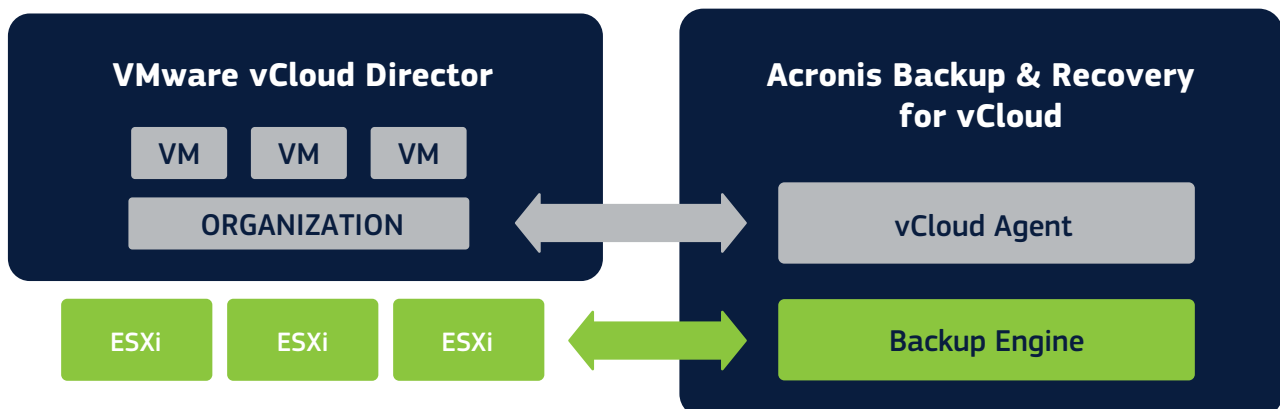 VMware vCloud Director
VM VM VM
ORGANIZATION
ESXi ESXi ESXi
Acronis Backup & Recovery
for vCloud
vCloud Agent
Backup Engine